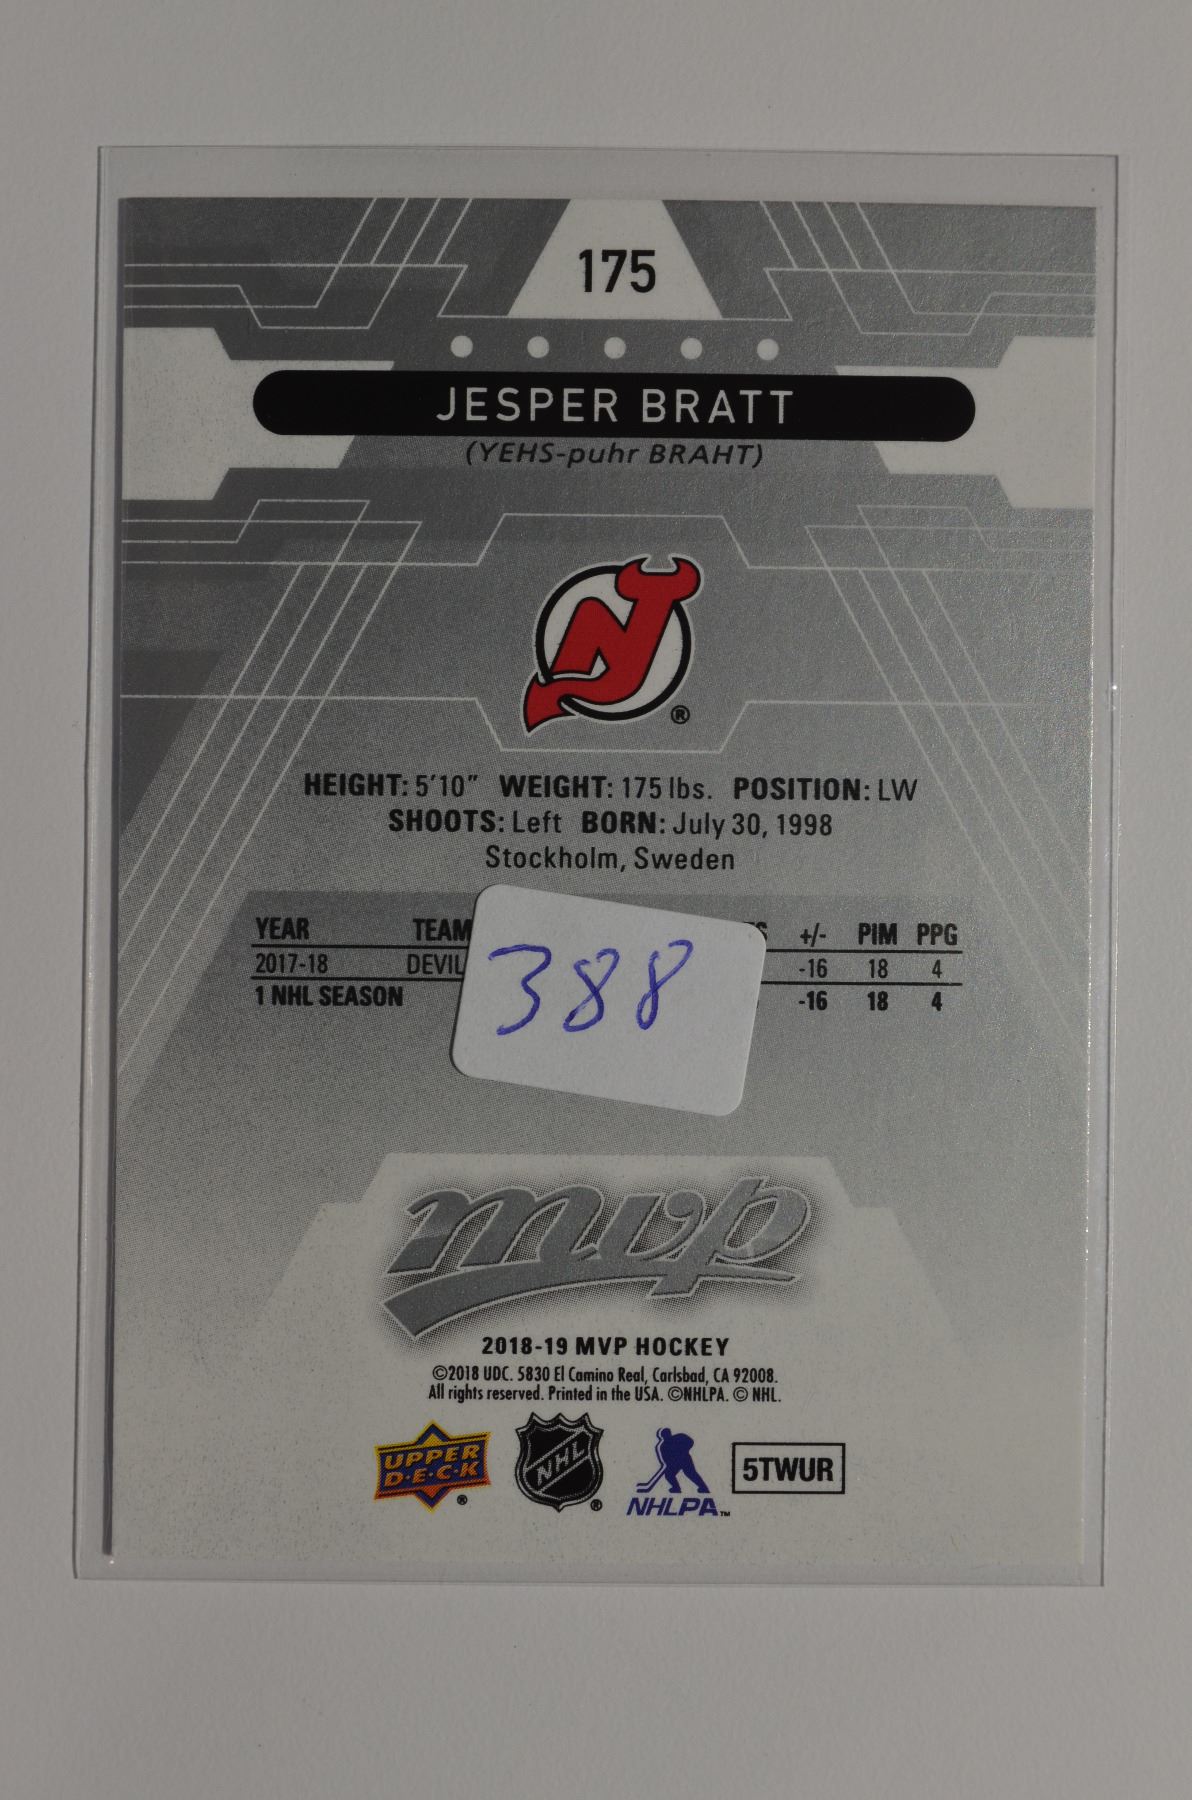 175
JESPER BRATT
(YEHS-puhr BRAHT)
NJ
®
HEIGHT: 5'10" WEIGHT: 175 lbs. POSITION: LW
SHOOTS: Left BORN: July 30, 1998
Stockholm, Sweden
YEAR TEAM +/- PIM PPG
2017-18 DEVIL -16 18 4
1 NHL SEASON -16 18 4
388
mvp
2018-19 MVP HOCKEY
©2018 UDC. 5830 El Camino Real, Carlsbad, CA 92008.
All rights reserved. Printed in the USA. ©NHLPA. © NHL.
UPPER D·E·C·K ® NHL ® NHLPA ™ 5TWUR